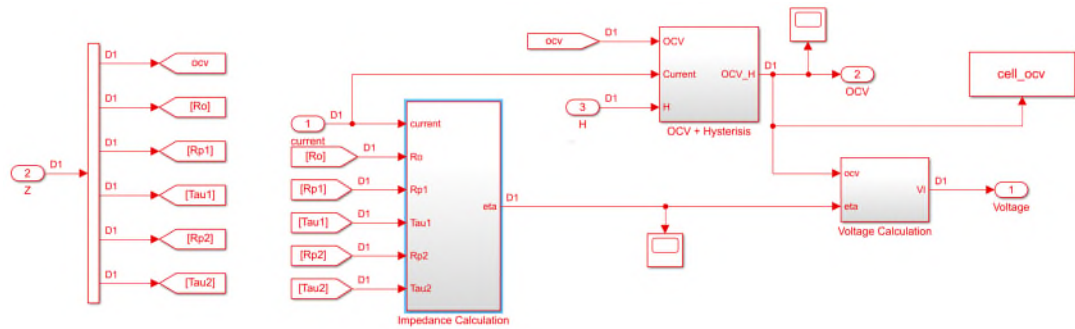 D1
ocv
D1
[Ro]
D1
[Rp1]
2
D1
Z
D1
[Tau1]
D1
[Rp2]
D1
[Tau2]
ocv
D1
OCV
Current
H
OCV_H
OCV + Hysterisis
D1
2
OCV
cell_ocv
3
D1
H
D1
1
current
[Ro]
D1
[Rp1]
D1
[Tau1]
D1
[Rp2]
D1
[Tau2]
D1
current
Ro
Rp1
Tau1
Rp2
Tau2
eta
Impedance Calculation
D1
ocv
eta
Vl
Voltage Calculation
D1
1
Voltage